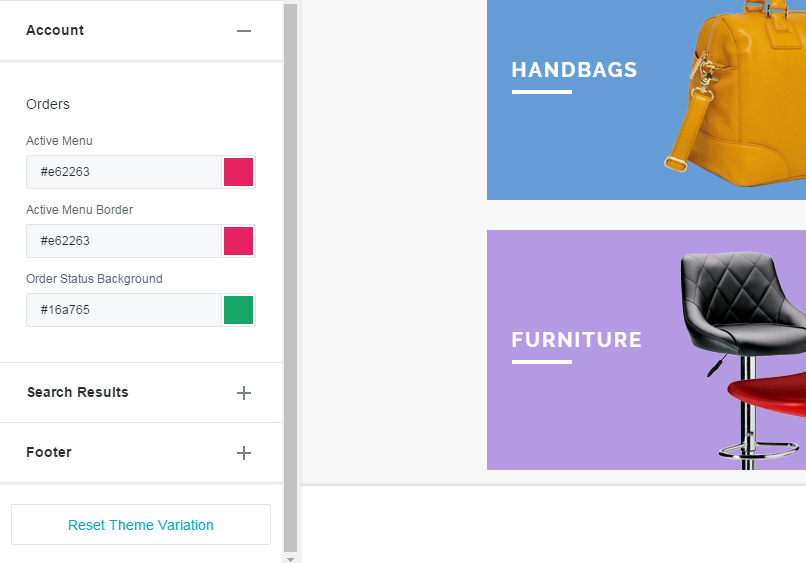 Account
Orders
Active Menu
#e62263
Active Menu Border
#e62263
Order Status Background
#16a765
Search Results
Footer
Reset Theme Variation
HANDBAGS
FURNITURE